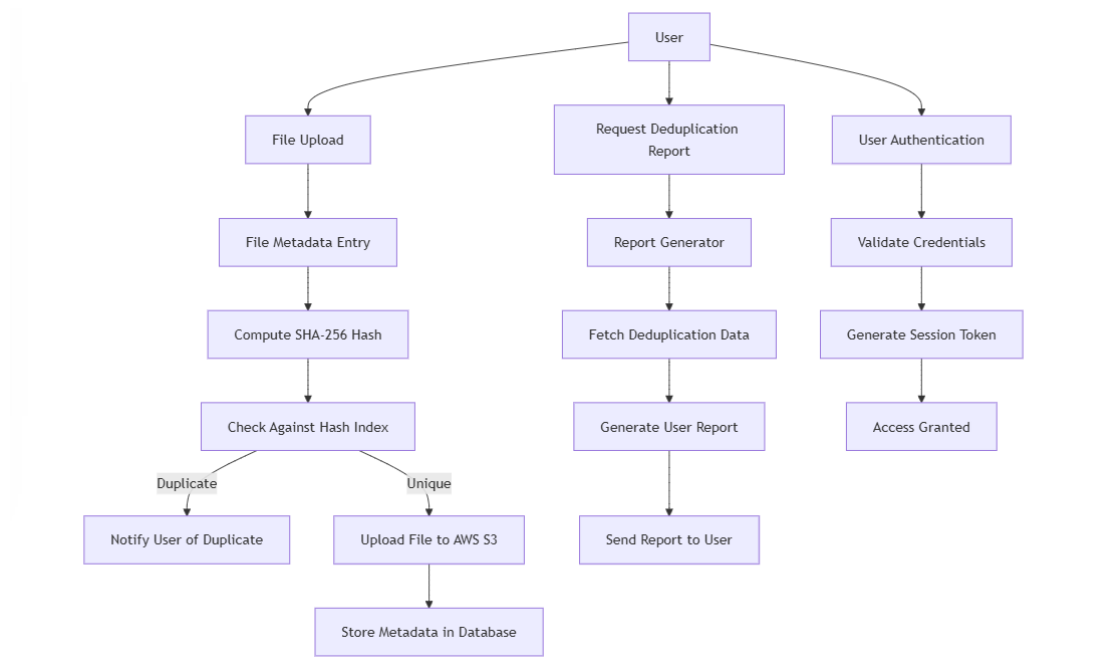 User
File Upload
Request Deduplication
Report
User Authentication
File Metadata Entry
Report Generator
Validate Credentials
Compute SHA-256 Hash
Fetch Deduplication Data
Generate Session Token
Check Against Hash Index
Generate User Report
Access Granted
Duplicate
Unique
Notify User of Duplicate
Upload File to AWS S3
Send Report to User
Store Metadata in Database